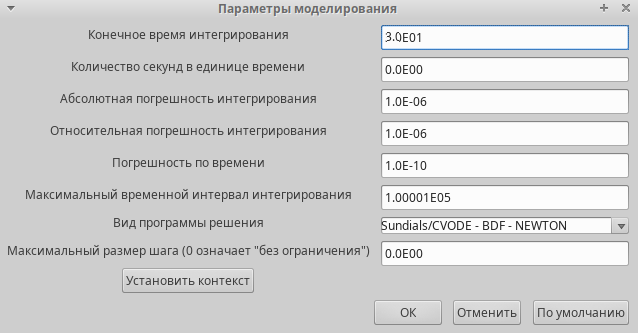 Параметры моделирования
Конечное время интегрирования 3.0E01
Количество секунд в единице времени 0.0E00
Абсолютная погрешность интегрирования 1.0E-06
Относительная погрешность интегрирования 1.0E-06
Погрешность по времени 1.0E-10
Максимальный временной интервал интегрирования 1.00001E05
Вид программы решения Sundials/CVODE - BDF - NEWTON
Максимальный размер шага (0 означает "без ограничения") 0.0E00
Установить контекст
ОК Отменить По умолчанию